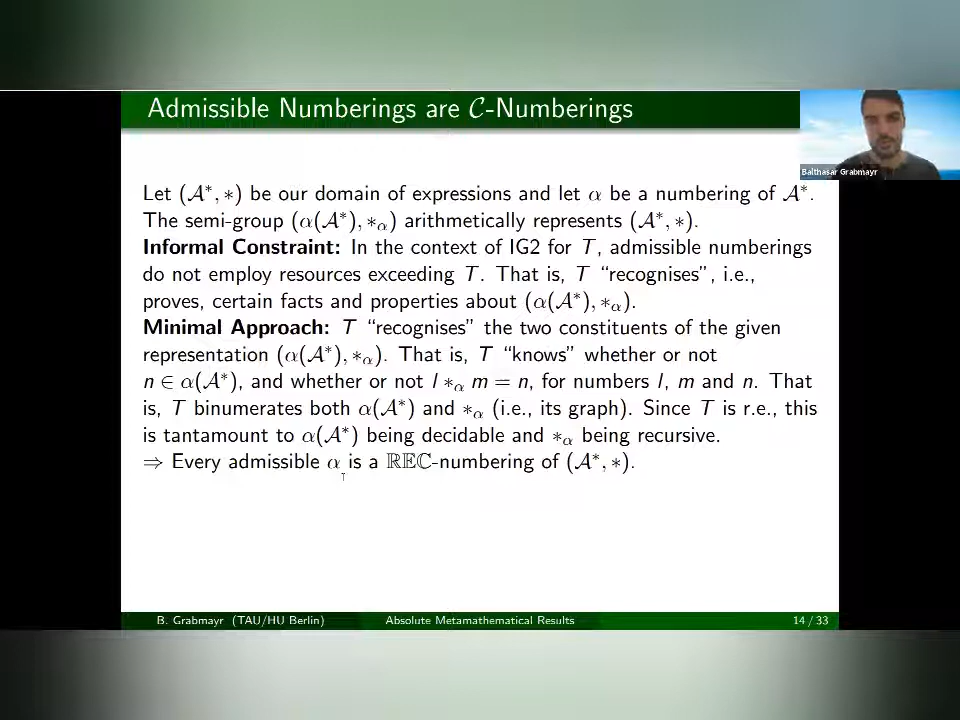 Admissible Numberings are 𝒞-Numberings
Balthasar Grabmayr
Let (𝒜*, ∗) be our domain of expressions and let α be a numbering of 𝒜*.
The semi-group (α(𝒜*), ∗α) arithmetically represents (𝒜*, ∗).
Informal Constraint: In the context of IG2 for T, admissible numberings
do not employ resources exceeding T. That is, T “recognises”, i.e.,
proves, certain facts and properties about (α(𝒜*), ∗α).
Minimal Approach: T “recognises” the two constituents of the given
representation (α(𝒜*), ∗α). That is, T “knows” whether or not
n ∈ α(𝒜*), and whether or not l ∗α m = n, for numbers l, m and n. That
is, T binumerates both α(𝒜*) and ∗α (i.e., its graph). Since T is r.e., this
is tantamount to α(𝒜*) being decidable and ∗α being recursive.
⇒ Every admissible α is a ℝ𝔼ℂ-numbering of (𝒜*, ∗).
B. Grabmayr (TAU/HU Berlin) Absolute Metamathematical Results 14 / 33